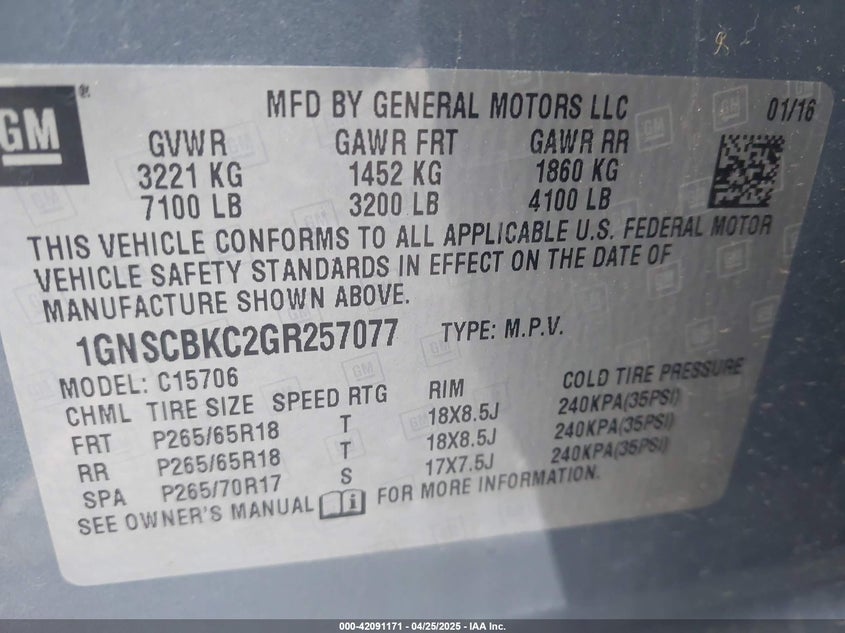 GM ®
MFD BY GENERAL MOTORS LLC 01/16
GVWR GAWR FRT GAWR RR
3221 KG 1452 KG 1860 KG
7100 LB 3200 LB 4100 LB
THIS VEHICLE CONFORMS TO ALL APPLICABLE U.S. FEDERAL MOTOR
VEHICLE SAFETY STANDARDS IN EFFECT ON THE DATE OF
MANUFACTURE SHOWN ABOVE.
1GNSCBKC2GR257077 TYPE: M.P.V.
MODEL: C15706
CHML TIRE SIZE SPEED RTG RIM COLD TIRE PRESSURE
FRT P265/65R18 T 18X8.5J 240KPA(35PSI)
RR P265/65R18 T 18X8.5J 240KPA(35PSI)
SPA P265/70R17 S 17X7.5J 240KPA(35PSI)
SEE OWNER'S MANUAL FOR MORE INFORMATION.
000-42091171 - 04/25/2025 - IAA Inc.